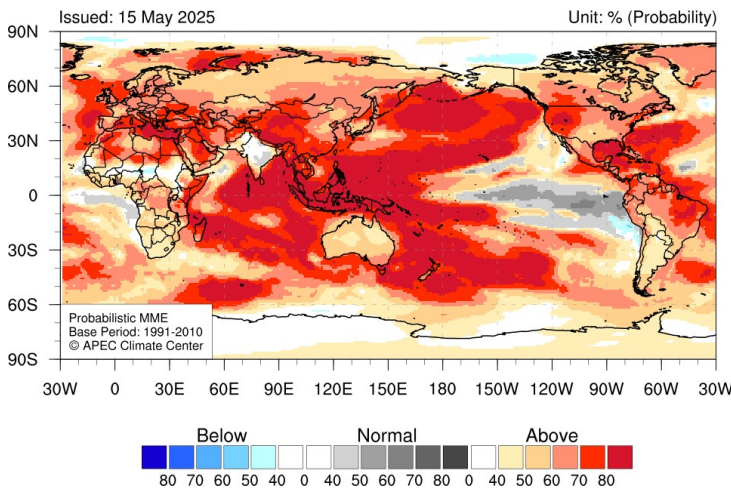 Issued: 15 May 2025 Unit: % (Probability)
90N
60N
30N
0
30S
60S
90S
Probabilistic MME
Base Period: 1991-2010
© APEC Climate Center
30W 0 30E 60E 90E 120E 150E 180 150W 120W 90W 60W 30W
Below Normal Above
80 70 60 50 40 0 40 50 60 70 80 0 40 50 60 70 80